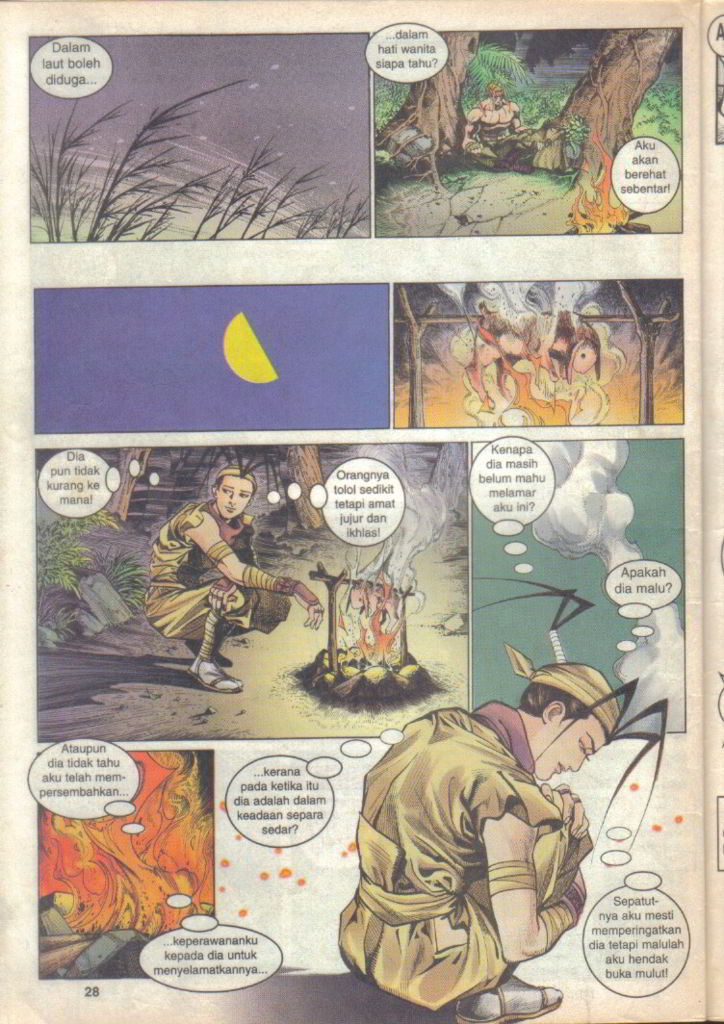 Dalam
laut boleh
diduga...
...dalam
hati wanita
siapa tahu?
Aku
akan
berehat
sebentar!
Dia
pun tidak
kurang ke
mana!
Orangnya
tolol sedikit
tetapi amat
jujur dan
ikhlas!
Kenapa
dia masih
belum mahu
melamar
aku ini?
Apakah
dia malu?
Ataupun
dia tidak tahu
aku telah mem-
persembahkan...
...keperawananku
kepada dia untuk
menyelamatkannya...
...kerana
pada ketika itu
dia adalah dalam
keadaan separa
sedar?
Sepatut-
nya aku mesti
memperingatkan
dia tetapi malulah
aku hendak
buka mulut!
28